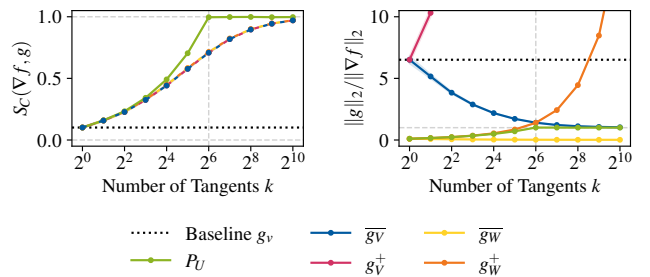 1.0
0.5
0.0
S_C(∇f, g)
2^0 2^2 2^4 2^6 2^8 2^10
Number of Tangents k
10
5
0
‖g‖_2/‖∇f‖_2
2^0 2^2 2^4 2^6 2^8 2^10
Number of Tangents k
Baseline g_v
P_U
\overline{g_V}
g_V^+
\overline{g_W}
g_W^+